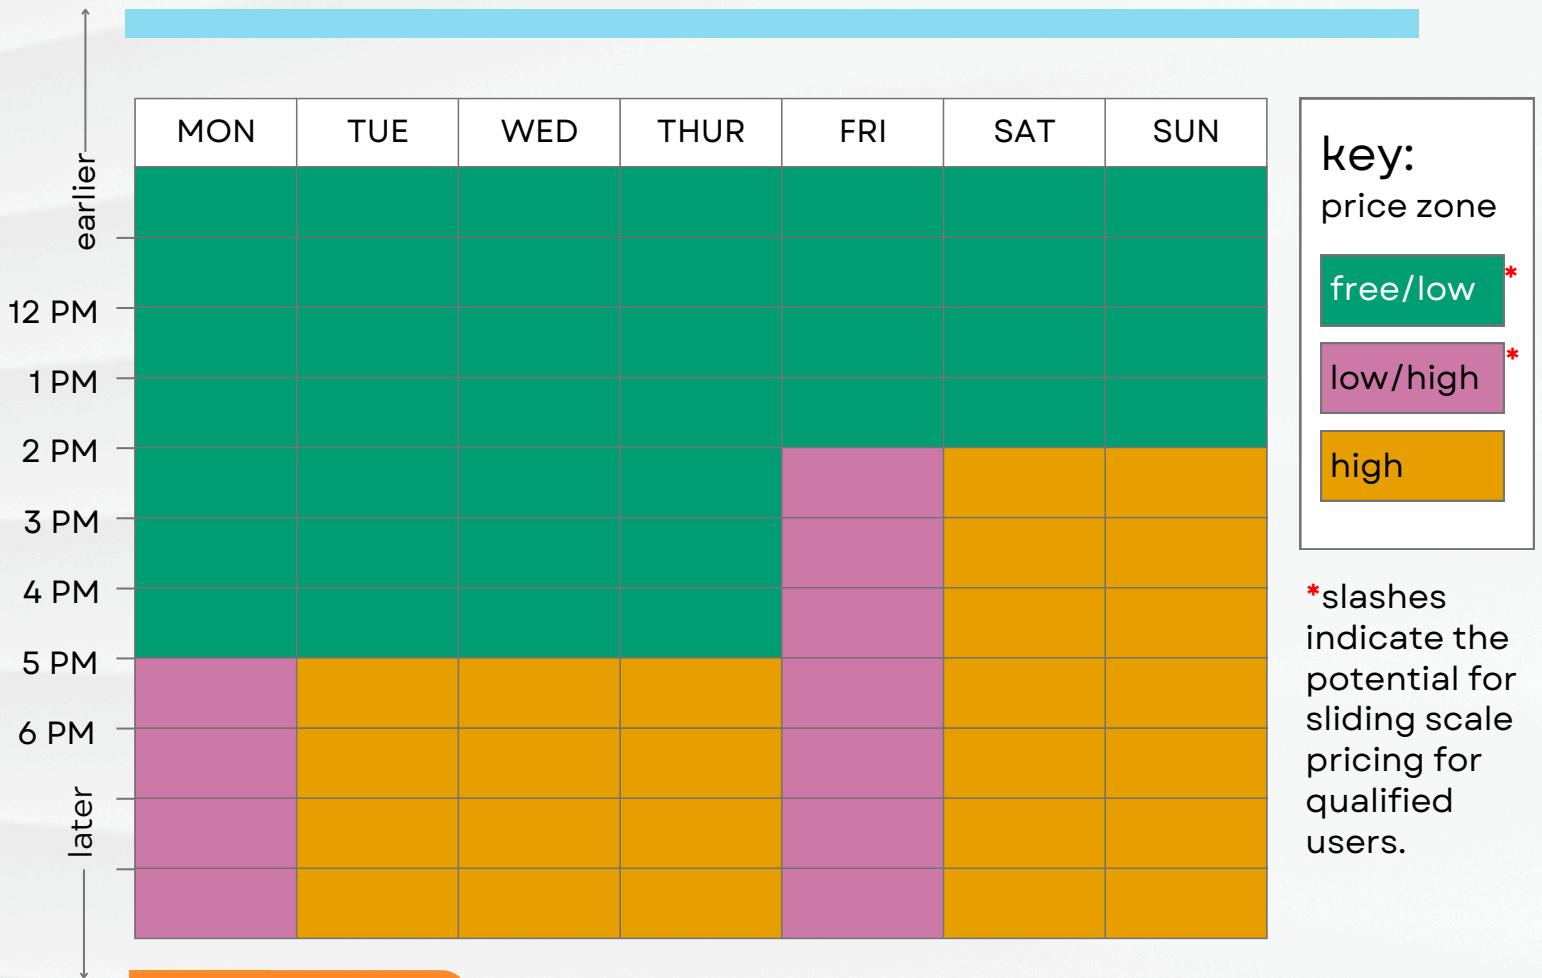 MON TUE WED THUR FRI SAT SUN
earlier
12 PM
1 PM
2 PM
3 PM
4 PM
5 PM
6 PM
later
key:
price zone
free/low *
low/high *
high
*slashes
indicate the
potential for
sliding scale
pricing for
qualified
users.